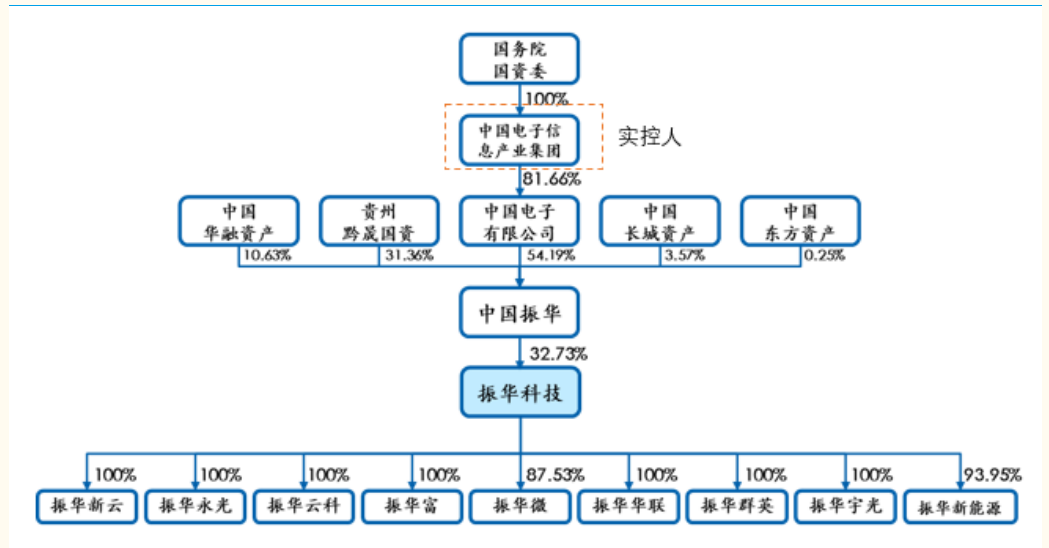 国务院
国资委
100%
中国电子信
息产业集团
实控人
81.66%
中国
华融资产
贵州
黔晟国资
中国电子
有限公司
中国
长城资产
中国
东方资产
10.63%
31.36%
54.19%
3.57%
0.25%
中国振华
32.73%
振华科技
100%
100%
100%
100%
87.53%
100%
100%
100%
93.95%
振华新云
振华永光
振华云科
振华富
振华微
振华华联
振华群英
振华宇光
振华新能源